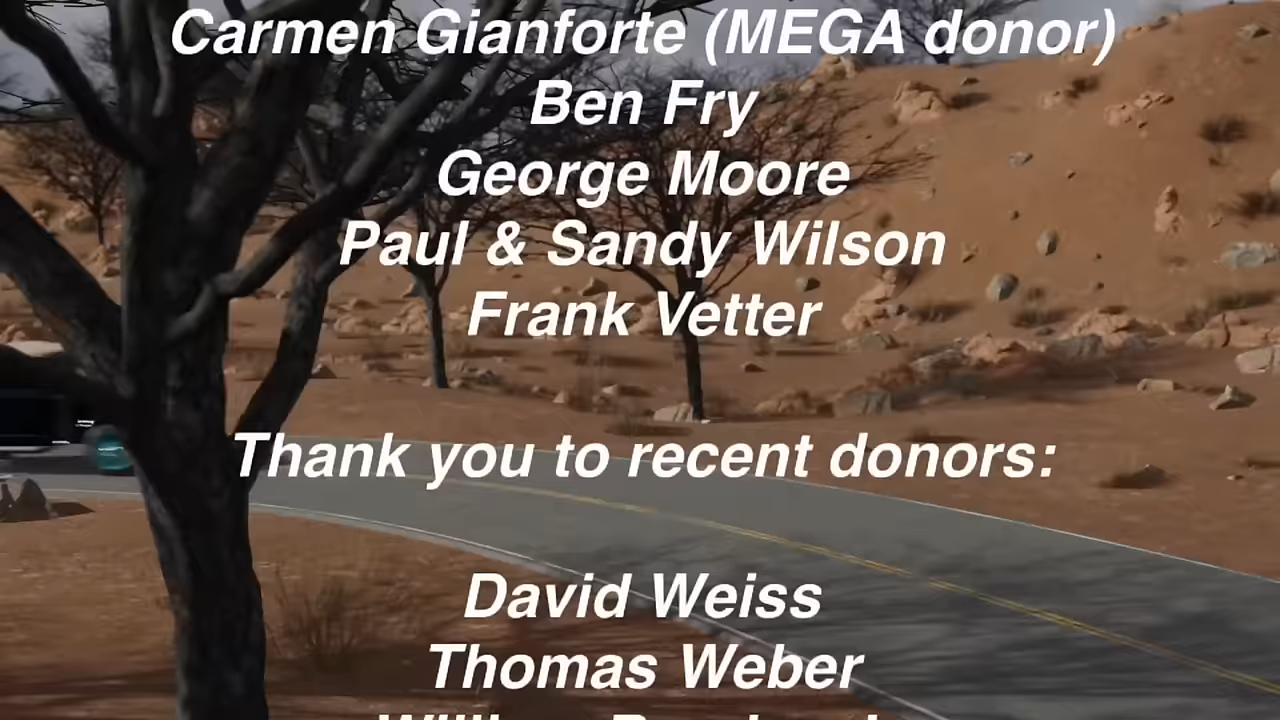 Carmen Gianforte (MEGA donor)
Ben Fry
George Moore
Paul & Sandy Wilson
Frank Vetter
Thank you to recent donors:
David Weiss
Thomas Weber